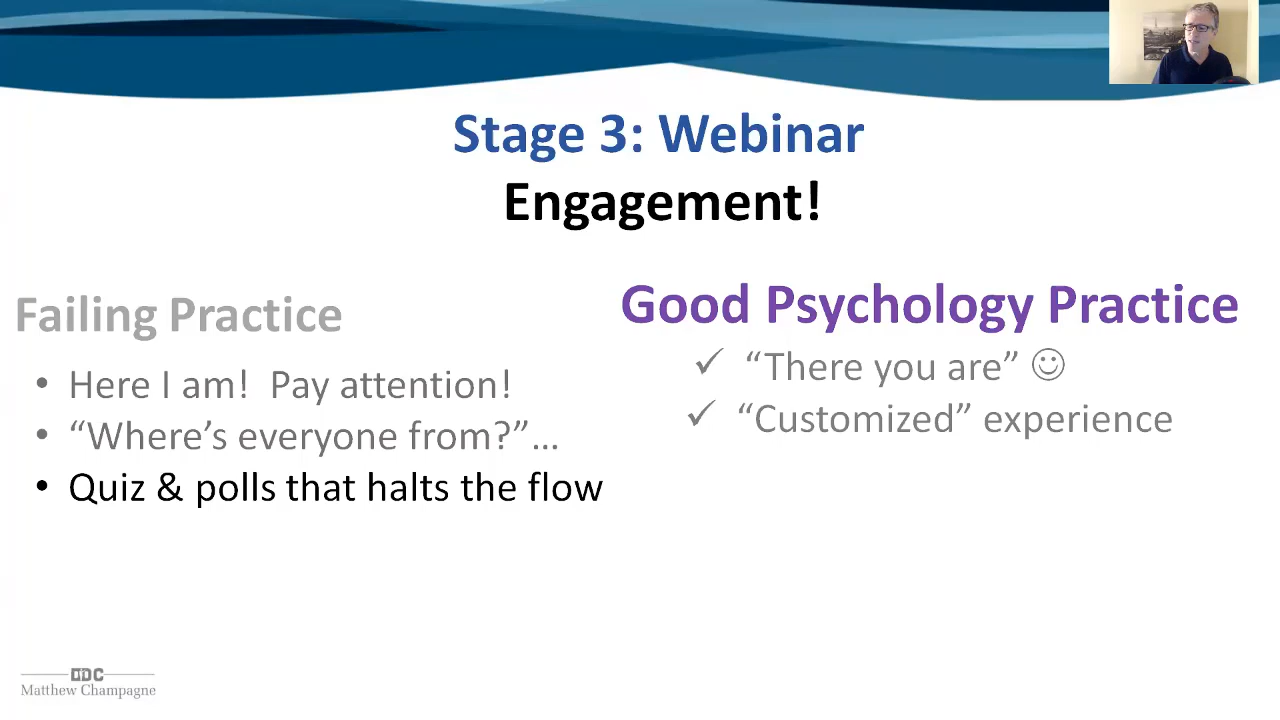 Stage 3: Webinar
Engagement!
Failing Practice
• Here I am!  Pay attention!
• “Where’s everyone from?”…
• Quiz & polls that halts the flow
Good Psychology Practice
✓ “There you are” ☺
✓ “Customized” experience
Matthew Champagne